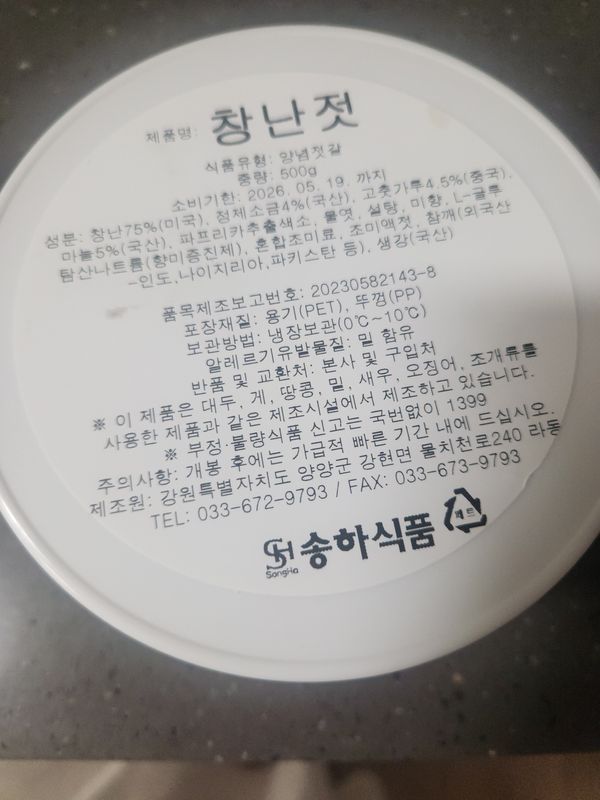 제품명: 창난젓
식품유형: 양념젓갈
중량: 500g
소비기한: 2026. 05. 19. 까지
성분: 창난75%(미국), 정제소금4%(국산), 고춧가루4.5%(중국),
마늘5%(국산), 파프리카추출색소, 물엿, 설탕, 미향, L-글루
탐산나트륨(향미증진제), 혼합조미료, 조미액젓, 참깨(외국산
-인도,나이지리아,파키스탄 등), 생강(국산)
품목제조보고번호: 20230582143-8
포장재질: 용기(PET), 뚜껑(PP)
보관방법: 냉장보관(0℃~10℃)
알레르기유발물질: 밀 함유
반품 및 교환처: 본사 및 구입처
※ 이 제품은 대두, 게, 땅콩, 밀, 새우, 오징어, 조개류를
사용한 제품과 같은 제조시설에서 제조하고 있습니다.
※ 부정·불량식품 신고는 국번없이 1399
주의사항: 개봉 후에는 가급적 빠른 기간 내에 드십시오.
제조원: 강원특별자치도 양양군 강현면 물치천로240 라동
TEL: 033-672-9793 / FAX: 033-673-9793
SH SongHa 송하식품 페트